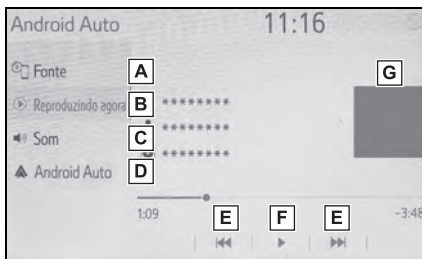 Android Auto 11:16
G
Fonte A
Reproduzindo agora B ********
Som C ********
********
Android Auto D
1:09 -3:48
E F E